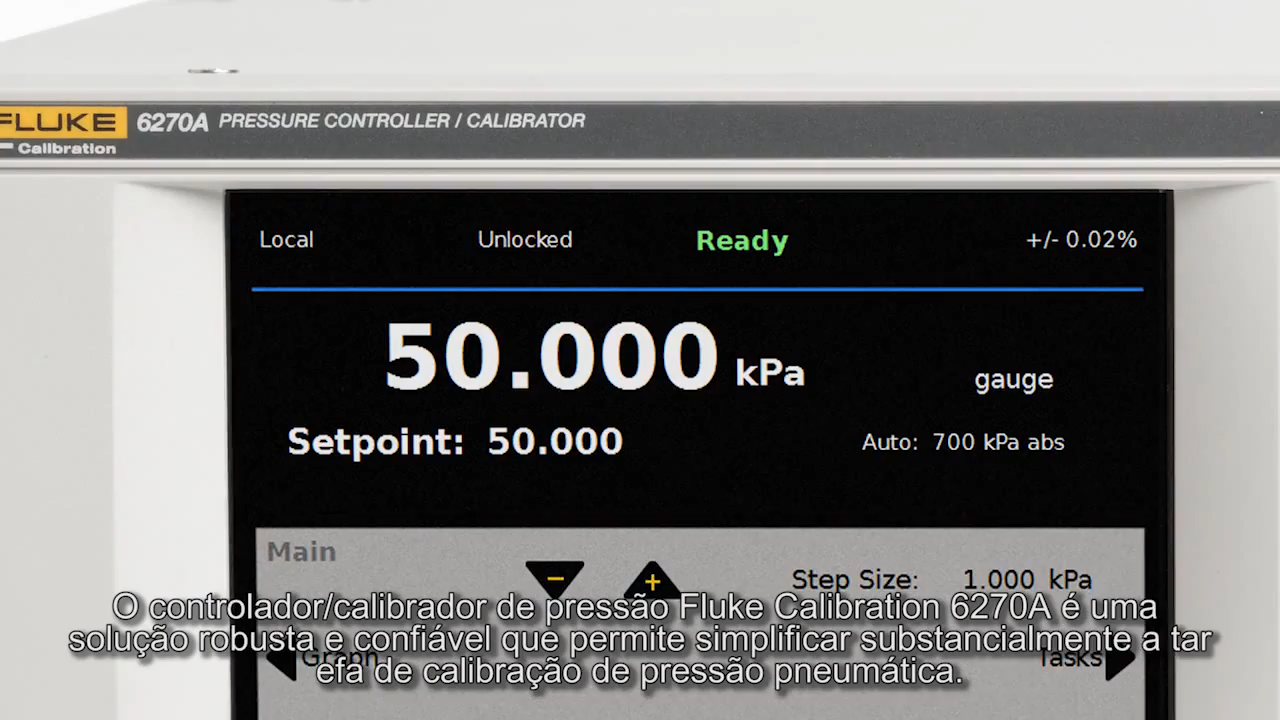 FLUKE 6270A PRESSURE CONTROLLER / CALIBRATOR
Calibration
Local Unlocked Ready +/- 0.02%
50.000 kPa gauge
Setpoint: 50.000 Auto: 700 kPa abs
Main
− + Step Size: 1.000 kPa
Graph Tasks
O controlador/calibrador de pressão Fluke Calibration 6270A é uma
solução robusta e confiável que permite simplificar substancialmente a tar
efa de calibração de pressão pneumática.